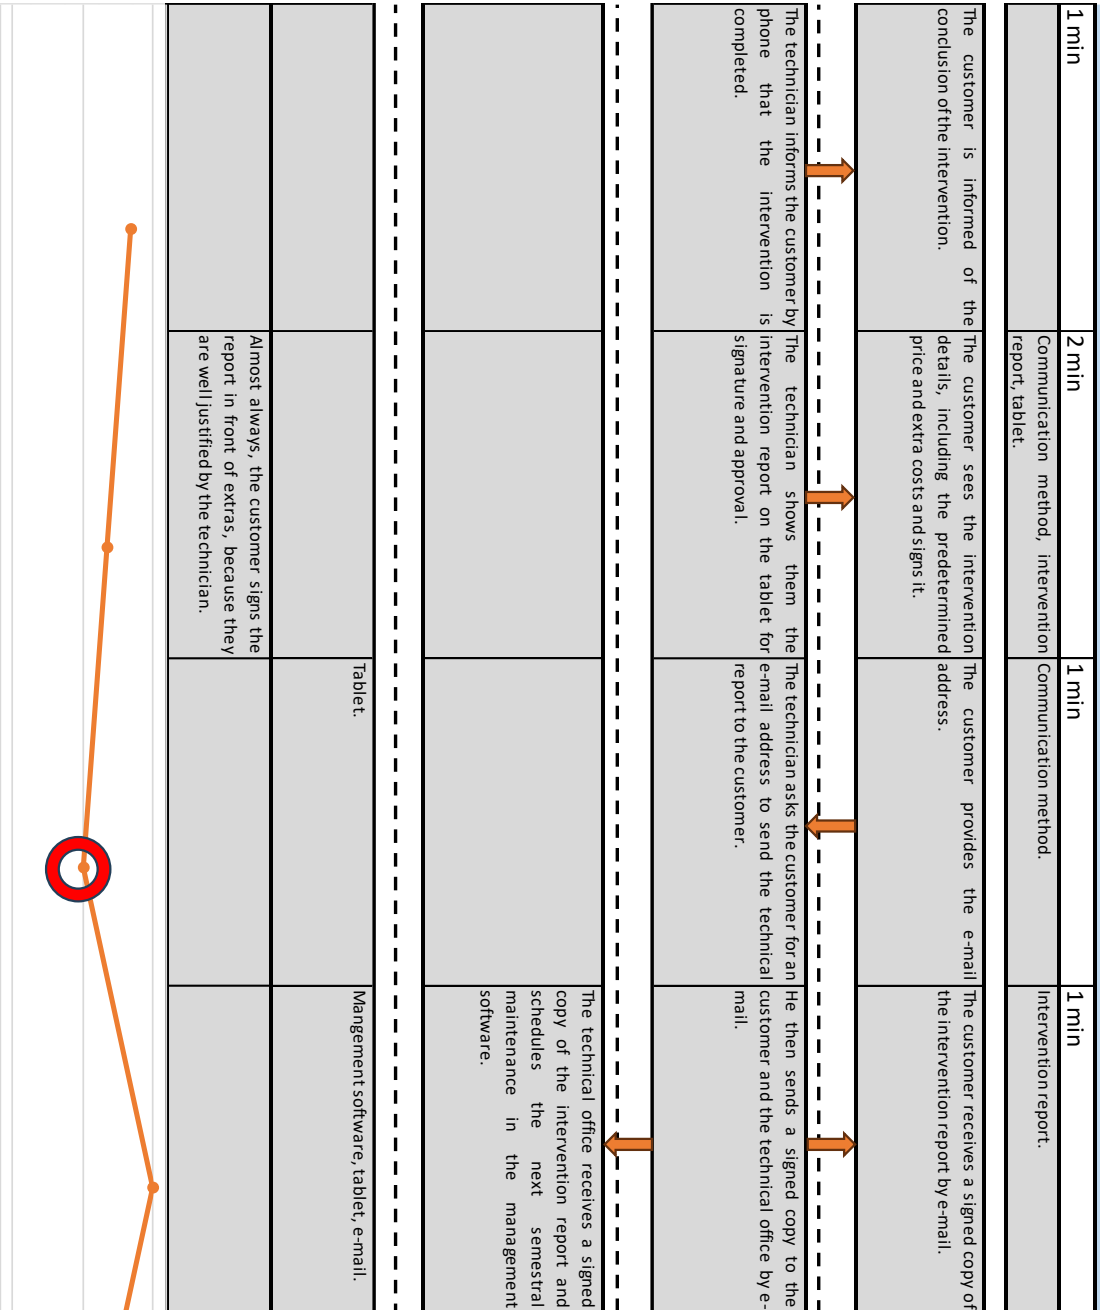 1 min
2 min
1 min
1 min
Communication method, intervention
report, tablet.
Communication method.
Intervention report.
The customer is informed of the
conclusion of the intervention.
The customer sees the intervention
details, including the predetermined
price and extra costs and signs it.
The customer provides the e-mail
address.
The customer receives a signed copy of
the intervention report by e-mail.
The technician informs the customer by
phone that the intervention is
completed.
The technician shows them the
intervention report on the tablet for
signature and approval.
The technician asks the customer for an
e-mail address to send the technical
report to the customer.
He then sends a signed copy to the
customer and the technical office by e-
mail.
The technical office receives a signed
copy of the intervention report and
schedules the next semestral
maintenance in the management
software.
Tablet.
Mangement software, tablet, e-mail.
Almost always, the customer signs the
report in front of extras, because they
are well justified by the technician.